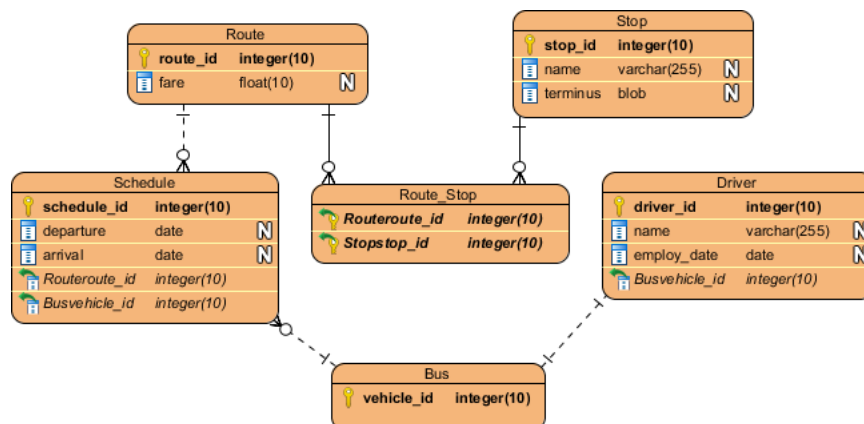 Route
route_id integer(10)
fare float(10) N
Stop
stop_id integer(10)
name varchar(255) N
terminus blob N
Schedule
schedule_id integer(10)
departure date N
arrival date N
Routeroute_id integer(10)
Busvehicle_id integer(10)
Route_Stop
Routeroute_id integer(10)
Stopstop_id integer(10)
Driver
driver_id integer(10)
name varchar(255) N
employ_date date N
Busvehicle_id integer(10)
Bus
vehicle_id integer(10)